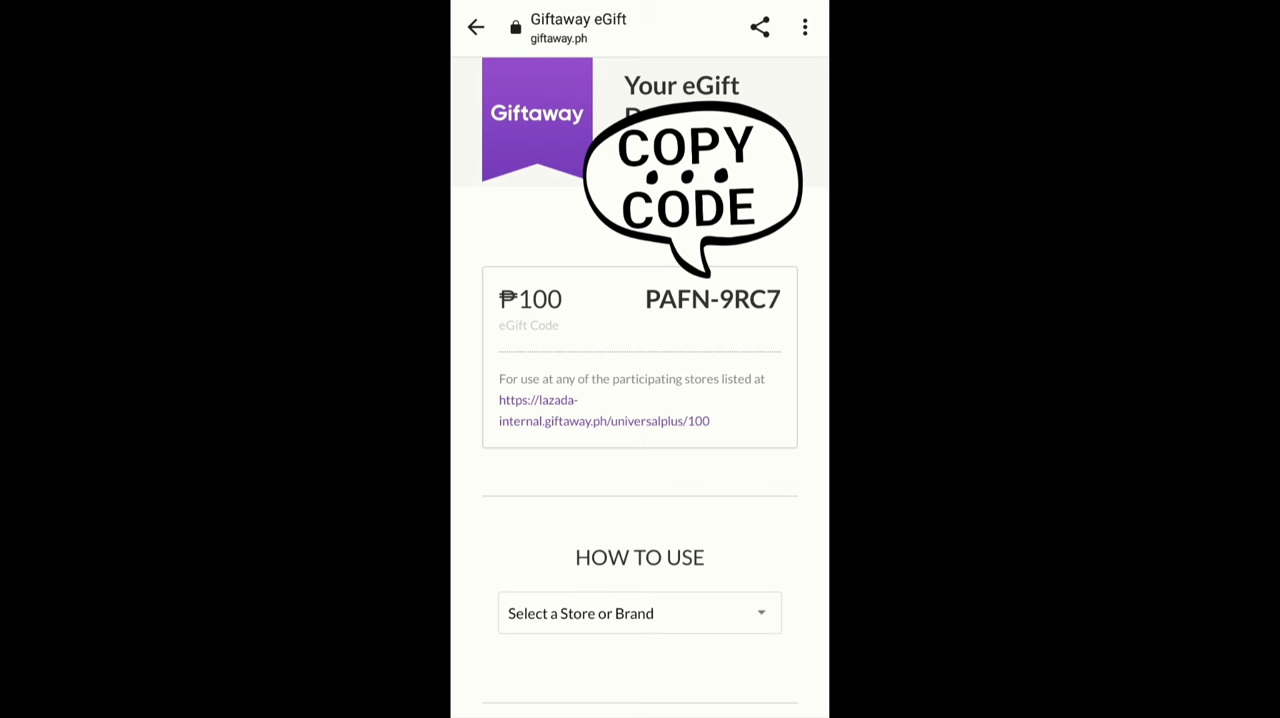 Giftaway eGift
giftaway.ph
Giftaway
Your eGift
COPY
CODE
₱100
PAFN-9RC7
eGift Code
For use at any of the participating stores listed at
https://lazada-
internal.giftaway.ph/universalplus/100
HOW TO USE
Select a Store or Brand